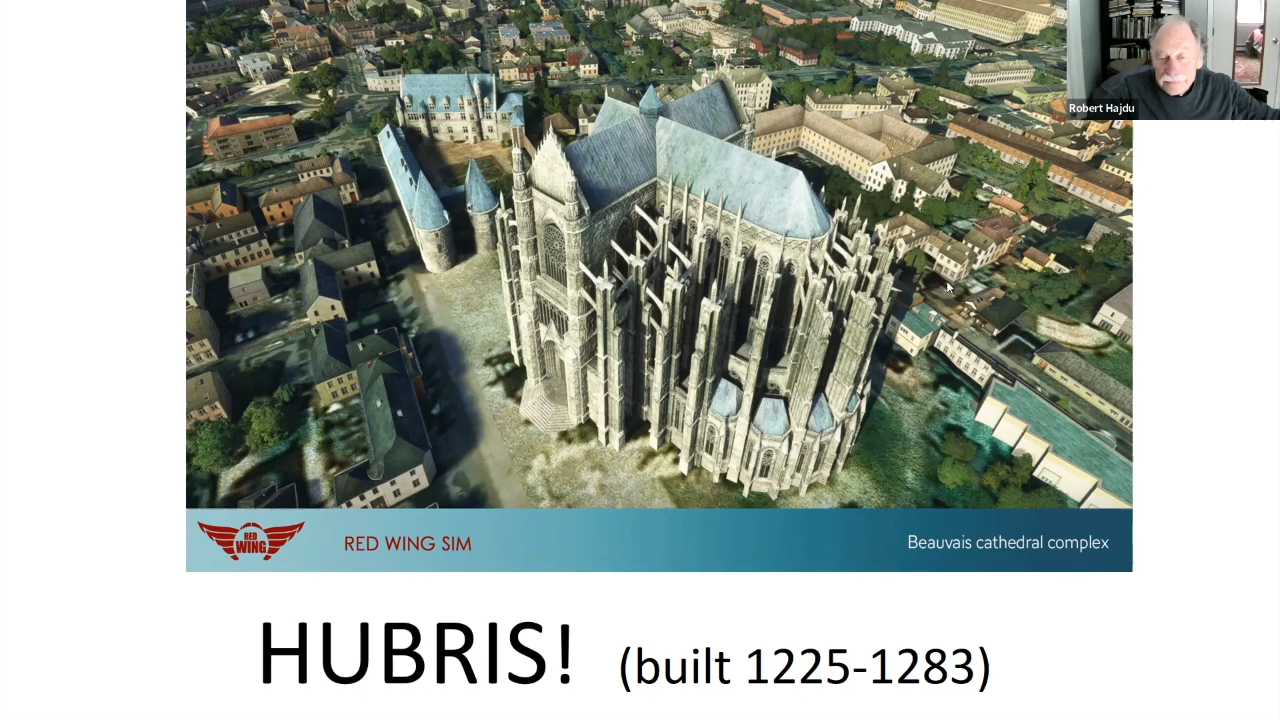 Robert Hajdu
RED
WING
RED WING SIM
Beauvais cathedral complex
HUBRIS! (built 1225-1283)